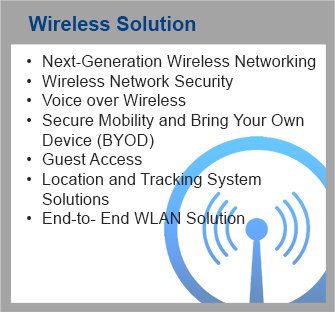 Wireless Solution
• Next-Generation Wireless Networking
• Wireless Network Security
• Voice over Wireless
• Secure Mobility and Bring Your Own
Device (BYOD)
• Guest Access
• Location and Tracking System
Solutions
• End-to- End WLAN Solution